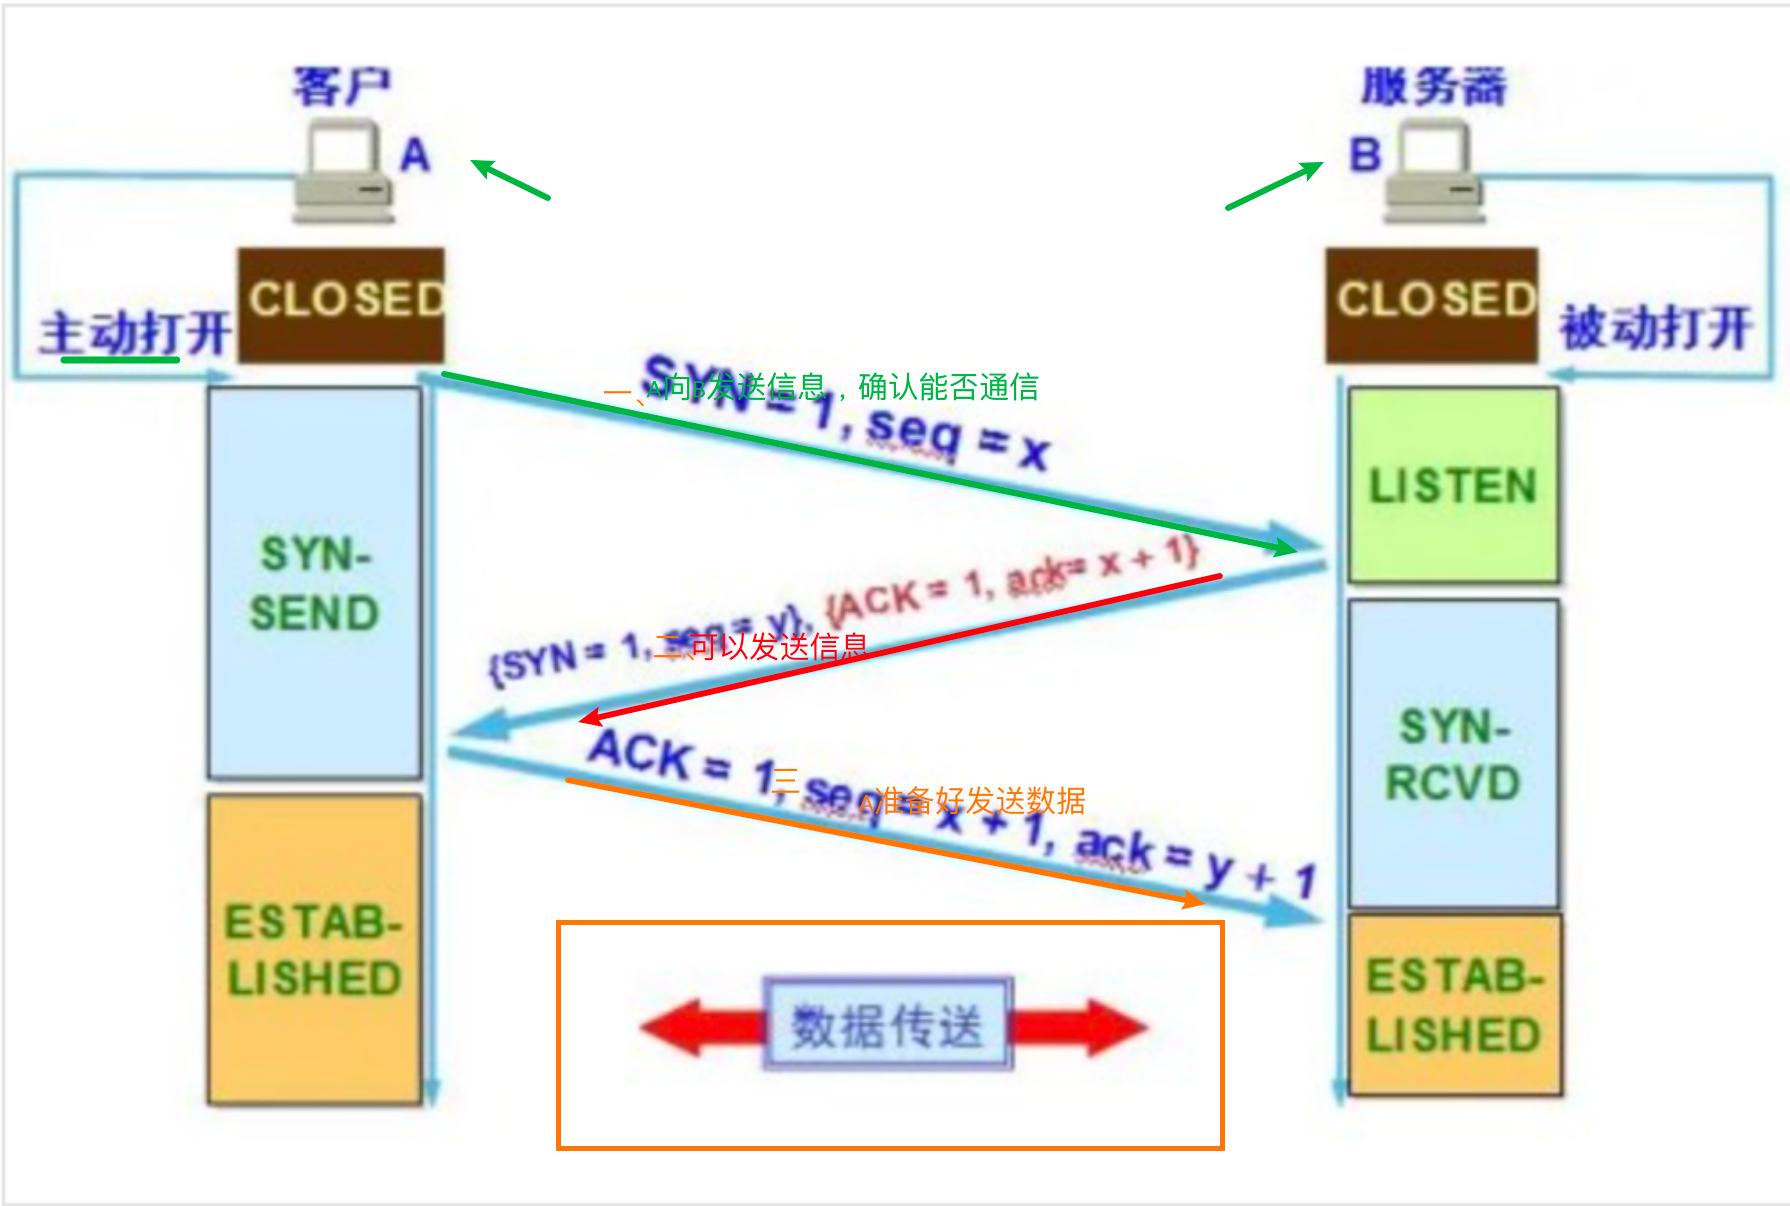 客户
服务器
A
B
CLOSED
CLOSED
主动打开
被动打开
SYN = 1, seq = x
一、A向B发送信息，确认能否通信
LISTEN
SYN-
SEND
{SYN = 1, seq = y}, {ACK = 1, ack = x + 1}
二、可以发送信息
SYN-
RCVD
ACK = 1, seq = x + 1, ack = y + 1
三
A准备好发送数据
ESTAB-
LISHED
ESTAB-
LISHED
数据传送